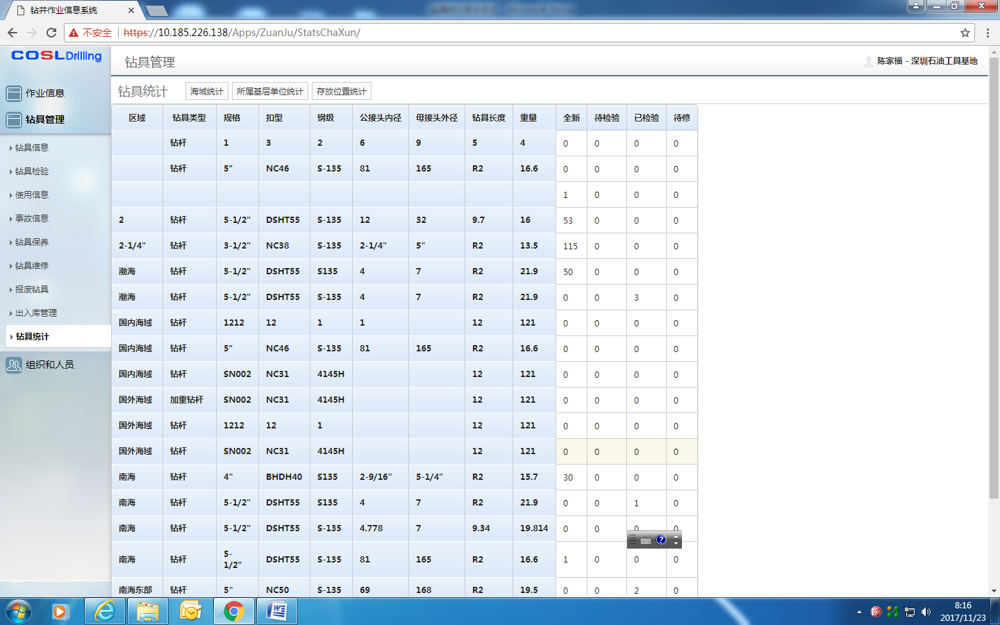 钻井作业信息系统
不安全 https://10.185.226.138/Apps/ZuanJu/StatsChaXun/
COSL Drilling
钻具管理
陈家福 - 深圳石油工具基地
作业信息
钻具管理
钻具信息
钻具检验
使用信息
事故信息
钻具保养
钻具维修
报废钻具
出入库管理
钻具统计
组织和人员
钻具统计 海域统计 所属基层单位统计 存放位置统计
区域 钻具类型 规格 扣型 钢级 公接头内径 母接头外径 钻具长度 重量 全新 待检验 已检验 待修
钻杆 1 3 2 6 9 5 4 0 0 0 0
钻杆 5” NC46 S-135 81 165 R2 16.6 0 0 0 0
1 0 0 0
2 钻杆 5-1/2" DSHT55 S-135 12 32 9.7 16 53 0 0 0
2-1/4" 钻杆 3-1/2" NC38 S-135 2-1/4" 5" R2 13.5 115 0 0 0
渤海 钻杆 5-1/2" DSHT55 S135 4 7 R2 21.9 50 0 0 0
渤海 钻杆 5-1/2" DSHT55 S-135 4 7 R2 21.9 0 0 3 0
国内海域 钻杆 1212 12 1 1 12 121 0 0 0 0
国内海域 钻杆 5” NC46 S-135 81 165 R2 16.6 0 0 0 0
国内海域 钻杆 SN002 NC31 4145H 12 121 0 0 0 0
国外海域 加重钻杆 SN002 NC31 4145H 12 121 0 0 0 0
国外海域 钻杆 1212 12 1 12 121 0 0 0 0
国外海域 钻杆 SN002 NC31 4145H 12 121 0 0 0 0
南海 钻杆 4" BHDH40 S135 2-9/16" 5-1/4" R2 15.7 30 0 0 0
南海 钻杆 5-1/2" DSHT55 S135 4 7 R2 21.9 0 0 1 0
南海 钻杆 5-1/2" DSHT55 S-135 4.778 7 9.34 19.814 0 0 0 0
南海 钻杆 5-1/2” DSHT55 S-135 81 165 R2 16.6 1 0 0 0
南海东部 钻杆 5" NC50 S-135 69 168 R2 19.5 0 0 2 0
8:16
2017/11/23